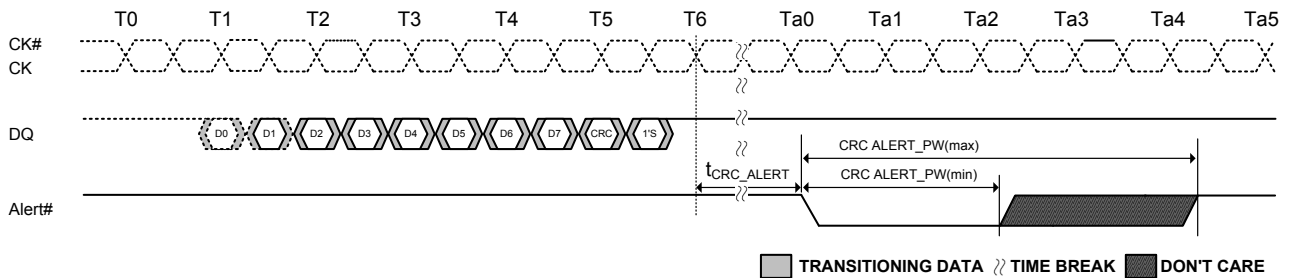 T0 T1 T2 T3 T4 T5 T6 Ta0 Ta1 Ta2 Ta3 Ta4 Ta5
CK#
CK
DQ D0 D1 D2 D3 D4 D5 D6 D7 CRC 1'S
CRC ALERT_PW(max)
tCRC_ALERT CRC ALERT_PW(min)
Alert#
TRANSITIONING DATA TIME BREAK DON'T CARE